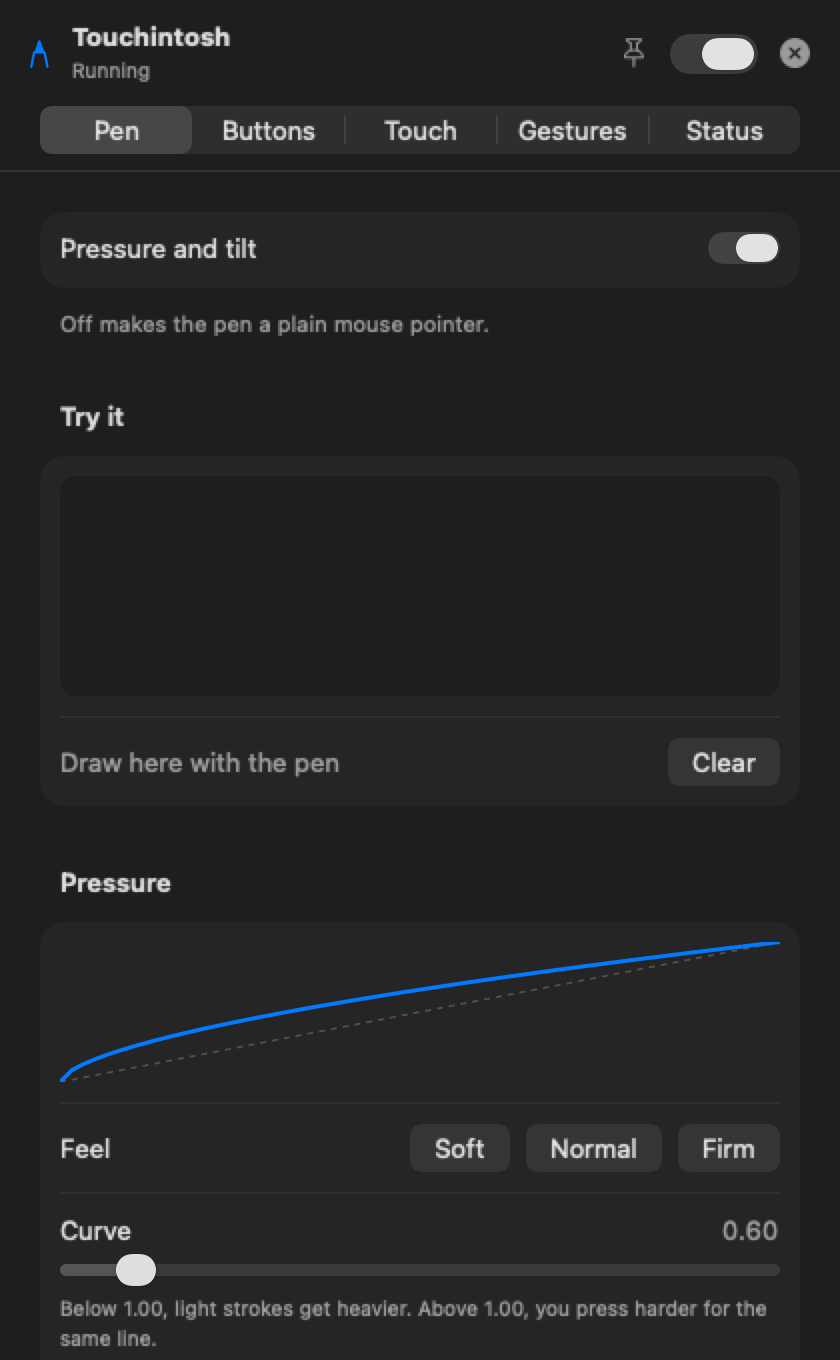 Touchintosh
Running
Pen Buttons Touch Gestures Status
Pressure and tilt
Off makes the pen a plain mouse pointer.
Try it
Draw here with the pen Clear
Pressure
Feel Soft Normal Firm
Curve 0.60
Below 1.00, light strokes get heavier. Above 1.00, you press harder for the
same line.